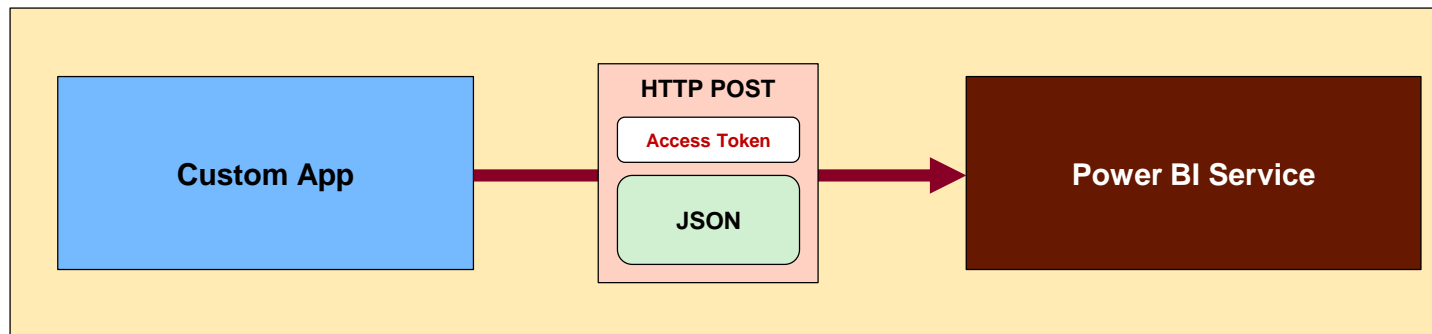 Custom App
HTTP POST
Access Token
JSON
Power BI Service